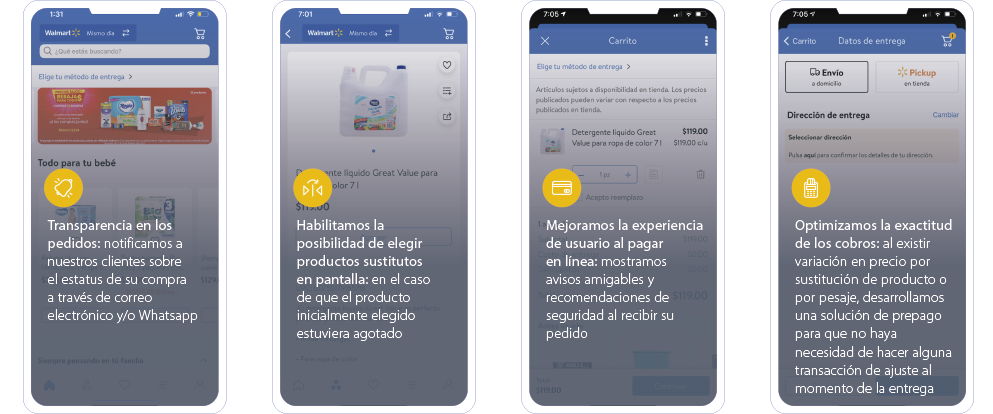 1:31
Walmart Mismo día
¿Qué estás buscando?
Elige tu método de entrega >
Todo para tu bebé
Transparencia en los
pedidos: notificamos a
nuestros clientes sobre
el estatus de su compra
a través de correo
electrónico y/o Whatsapp
Siempre pensando en tu familia
7:01
Walmart Mismo día
Detergente líquido Great Value para
color 7 l
$119.00
Habilitamos la
posibilidad de elegir
productos sustitutos
en pantalla: en el caso
de que el producto
inicialmente elegido
estuviera agotado
7:05
Carrito
Elige tu método de entrega >
Artículos sujetos a disponibilidad en tienda. Los precios
publicados pueden variar con respecto a los precios
publicados en tienda.
Detergente líquido Great $119.00
Value para ropa de color 7 l $119.00 c/u
− 1 pz +
Acepto reemplazo
Mejoramos la experiencia
de usuario al pagar
en línea: mostramos
avisos amigables y
recomendaciones de
seguridad al recibir su
pedido
$119.00
$119.00
7:05
Carrito Datos de entrega
Envío
a domicilio
Pickup
en tienda
Dirección de entrega Cambiar
Seleccionar dirección
Pulsa aquí para confirmar los detalles de tu dirección.
Optimizamos la exactitud
de los cobros: al existir
variación en precio por
sustitución de producto o
por pesaje, desarrollamos
una solución de prepago
para que no haya
necesidad de hacer alguna
transacción de ajuste al
momento de la entrega